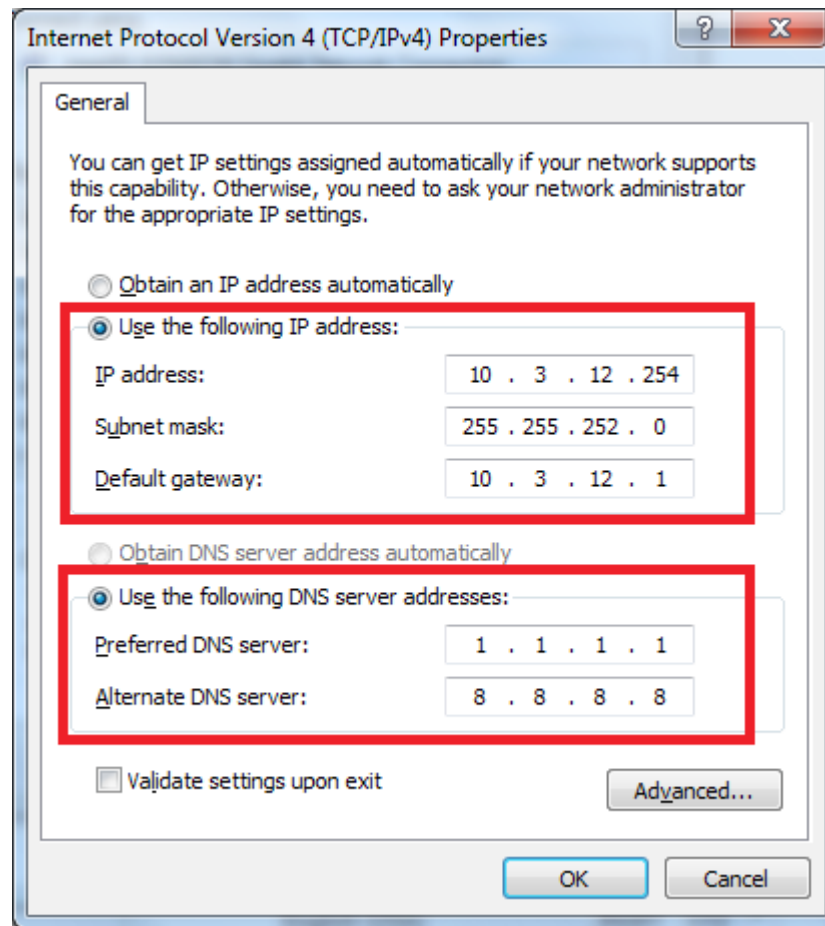 Internet Protocol Version 4 (TCP/IPv4) Properties
General
You can get IP settings assigned automatically if your network supports
this capability. Otherwise, you need to ask your network administrator
for the appropriate IP settings.
Obtain an IP address automatically
Use the following IP address:
IP address: 10 . 3 . 12 . 254
Subnet mask: 255 . 255 . 252 . 0
Default gateway: 10 . 3 . 12 . 1
Obtain DNS server address automatically
Use the following DNS server addresses:
Preferred DNS server: 1 . 1 . 1 . 1
Alternate DNS server: 8 . 8 . 8 . 8
Validate settings upon exit
Advanced...
OK Cancel